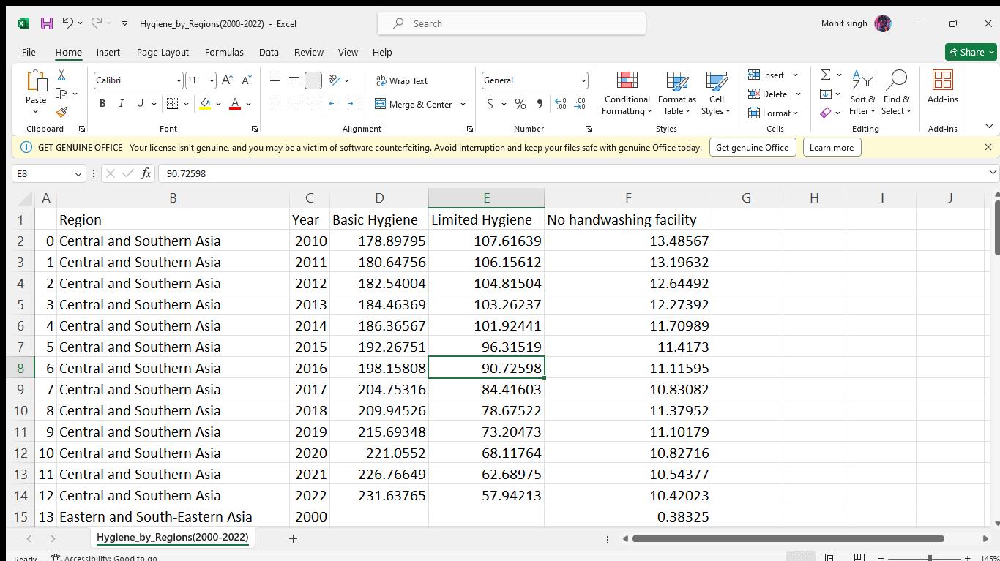 Hygiene_by_Regions(2000-2022) - Excel
Search
Mohit singh
File Home Insert Page Layout Formulas Data Review View Help
Share
Paste
Calibri 11
B I U
Wrap Text
Merge & Center
General
$ % ,
Conditional Formatting
Format as Table
Cell Styles
Insert
Delete
Format
Sort & Filter
Find & Select
Add-ins
Clipboard Font Alignment Number Styles Cells Editing Add-ins
GET GENUINE OFFICE Your license isn't genuine, and you may be a victim of software counterfeiting. Avoid interruption and keep your files safe with genuine Office today. Get genuine Office Learn more
E8 fx 90.72598
A B C D E F G H I J
1 Region Year Basic Hygiene Limited Hygiene No handwashing facility
2 0 Central and Southern Asia 2010 178.89795 107.61639 13.48567
3 1 Central and Southern Asia 2011 180.64756 106.15612 13.19632
4 2 Central and Southern Asia 2012 182.54004 104.81504 12.64492
5 3 Central and Southern Asia 2013 184.46369 103.26237 12.27392
6 4 Central and Southern Asia 2014 186.36567 101.92441 11.70989
7 5 Central and Southern Asia 2015 192.26751 96.31519 11.4173
8 6 Central and Southern Asia 2016 198.15808 90.72598 11.11595
9 7 Central and Southern Asia 2017 204.75316 84.41603 10.83082
10 8 Central and Southern Asia 2018 209.94526 78.67522 11.37952
11 9 Central and Southern Asia 2019 215.69348 73.20473 11.10179
12 10 Central and Southern Asia 2020 221.0552 68.11764 10.82716
13 11 Central and Southern Asia 2021 226.76649 62.68975 10.54377
14 12 Central and Southern Asia 2022 231.63765 57.94213 10.42023
15 13 Eastern and South-Eastern Asia 2000 0.38325
Hygiene_by_Regions(2000-2022)
Ready Accessibility: Good to go 145%